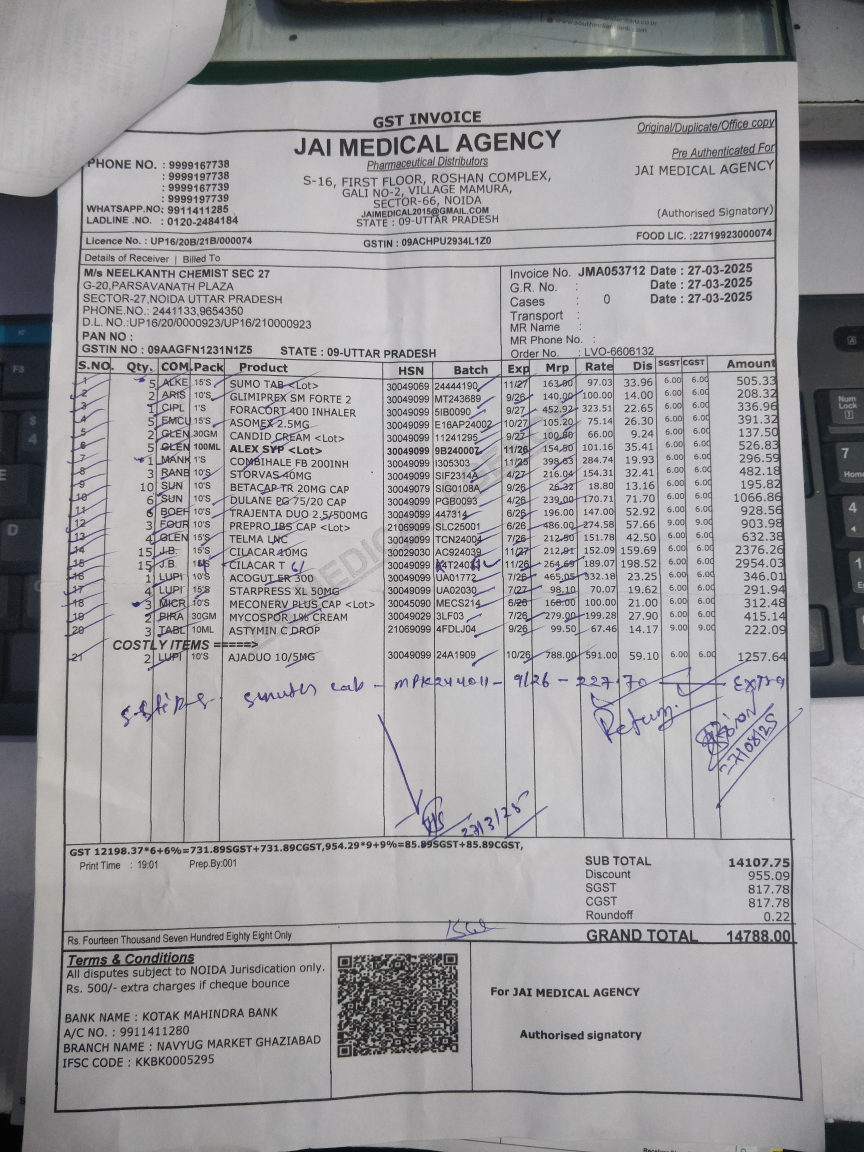 GST INVOICE
Original/Duplicate/Office copy
JAI MEDICAL AGENCY
Pharmaceutical Distributors
S-16, FIRST FLOOR, ROSHAN COMPLEX,
GALI NO-2, VILLAGE MAMURA,
SECTOR-66, NOIDA
JAIMEDICAL2015@GMAIL.COM
STATE : 09-UTTAR PRADESH
PHONE NO. : 9999167738
: 9999197738
: 9999167739
: 9999197739
WHATSAPP.NO: 9911411285
LADLINE .NO. : 0120-2484184
Pre Authenticated For
JAI MEDICAL AGENCY
(Authorised Signatory)
Licence No. : UP16/20B/21B/000074 GSTIN : 09ACHPU2934L1Z0 FOOD LIC. :22719923000074
Details of Receiver | Billed To
M/s NEELKANTH CHEMIST SEC 27
G-20,PARSAVANATH PLAZA
SECTOR-27,NOIDA UTTAR PRADESH
PHONE.NO.: 2441133,9654350
D.L. NO.:UP16/20/0000923/UP16/210000923
PAN NO :
GSTIN NO : 09AAGFN1231N1Z5 STATE : 09-UTTAR PRADESH
Invoice No. JMA053712 Date : 27-03-2025
G.R. No. : Date : 27-03-2025
Cases : 0 Date : 27-03-2025
Transport :
MR Name :
MR Phone No. :
Order No. : LVO-6606132
S.NO. Qty. COM. Pack Product HSN Batch Exp Mrp Rate Dis SGST CGST Amount
1 5 ALKE 15'S SUMO TAB <Lot> 30049069 24444190 11/27 163.00 97.03 33.96 6.00 6.00 505.33
2 2 ARIS 10'S GLIMIPREX SM FORTE 2 30049099 MT243689 9/26 140.00 100.00 14.00 6.00 6.00 208.32
3 1 CIPL 1'S FORACORT 400 INHALER 30049099 5IB0090 9/27 452.92 323.51 22.65 6.00 6.00 336.96
4 5 EMCU 15'S ASOMEX 2.5MG 30049099 E16AP24002 10/27 105.20 75.14 26.30 6.00 6.00 391.32
5 2 GLEN 30GM CANDID CREAM <Lot> 30049099 11241295 9/27 100.60 66.00 9.24 6.00 6.00 137.50
6 5 GLEN 100ML ALEX SYP <Lot> 30049099 9B240007 11/26 154.50 101.16 35.41 6.00 6.00 526.83
7 1 MANK 1'S COMBIHALE FB 200INH 30049099 I305303 11/25 398.63 284.74 19.93 6.00 6.00 296.59
8 3 RANB 10'S STORVAS 40MG 30049099 SIF2314A 4/27 216.04 154.31 32.41 6.00 6.00 482.18
9 10 SUN 10'S BETACAP TR 20MG CAP 30049079 SIG0108A 9/26 26.32 18.80 13.16 6.00 6.00 195.82
10 6 SUN 10'S DULANE PG 75/20 CAP 30049099 PGB0093 4/26 239.00 170.71 71.70 6.00 6.00 1066.86
11 6 BOEH 10'S TRAJENTA DUO 2.5/500MG 30049099 447314 6/26 196.00 147.00 52.92 6.00 6.00 928.56
12 3 FOUR 10'S PREPRO IBS CAP <Lot> 21069099 SLC25001 6/26 486.00 274.58 57.66 9.00 9.00 903.98
13 4 GLEN 15'S TELMA LNC 30049099 TCN24004 7/26 212.50 151.78 42.50 6.00 6.00 632.38
14 15 J.B. 15'S CILACAR 10MG 30029030 AC924039 11/27 212.91 152.09 159.69 6.00 6.00 2376.26
15 15 J.B. CILACAR T 6/ 30049099 11/26 264.69 189.07 198.52 6.00 6.00 2954.03
16 1 LUPI 10'S ACOGUT ER 300 30049099 UA01772 7/26 465.05 332.18 23.25 6.00 6.00 346.01
17 4 LUPI 15'S STARPRESS XL 50MG 30049099 UA02030 7/27 98.10 70.07 19.62 6.00 6.00 291.94
18 3 MICR 10'S MECONERV PLUS CAP <Lot> 30045090 MECS214 6/26 168.00 100.00 21.00 6.00 6.00 312.48
19 2 PIRA 30GM MYCOSPOR 1% CREAM 30049029 3LF03 7/26 279.00 199.28 27.90 6.00 6.00 415.14
20 3 TABL 10ML ASTYMIN C DROP 21069099 4FDLJ04 9/26 99.50 67.46 14.17 9.00 9.00 222.09
COSTLY ITEMS =====>
21 2 LUPI 10'S AJADUO 10/5MG 30049099 24A1909 10/26 788.00 591.00 59.10 6.00 6.00 1257.64
9/26 - 227.70 Extra
Return.
27/08/25
27/3/25
GST 12198.37*6+6%=731.89SGST+731.89CGST,954.29*9+9%=85.89SGST+85.89CGST,
Print Time : 19:01 Prep.By:001
SUB TOTAL 14107.75
Discount 955.09
SGST 817.78
CGST 817.78
Roundoff 0.22
Rs. Fourteen Thousand Seven Hundred Eighty Eight Only
GRAND TOTAL 14788.00
Terms & Conditions
All disputes subject to NOIDA Jurisdication only.
Rs. 500/- extra charges if cheque bounce
BANK NAME : KOTAK MAHINDRA BANK
A/C NO. : 9911411280
BRANCH NAME : NAVYUG MARKET GHAZIABAD
IFSC CODE : KKBK0005295
For JAI MEDICAL AGENCY
Authorised signatory